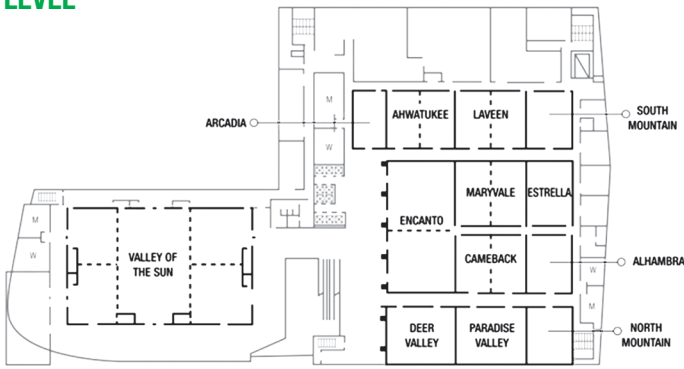 LEVEL
M
AHWATUKEE
LAVEEN
SOUTH
MOUNTAIN
ARCADIA
W
MARYVALE
ESTRELLA
M
ENCANTO
W
VALLEY OF
THE SUN
CAMEBACK
ALHAMBRA
W
M
DEER
VALLEY
PARADISE
VALLEY
NORTH
MOUNTAIN